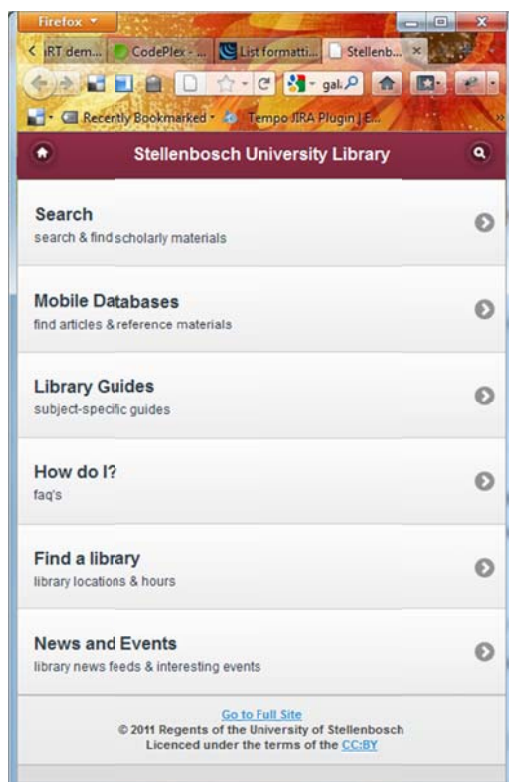 Firefox
iRT dem...
CodePlex - ...
List formatti...
Stellenb...
gal
Recently Bookmarked
Tempo JIRA Plugin | E...
Stellenbosch University Library
Search
search & find scholarly materials
Mobile Databases
find articles & reference materials
Library Guides
subject-specific guides
How do I?
faq's
Find a library
library locations & hours
News and Events
library news feeds & interesting events
Go to Full Site
© 2011 Regents of the University of Stellenbosch
Licenced under the terms of the CC:BY